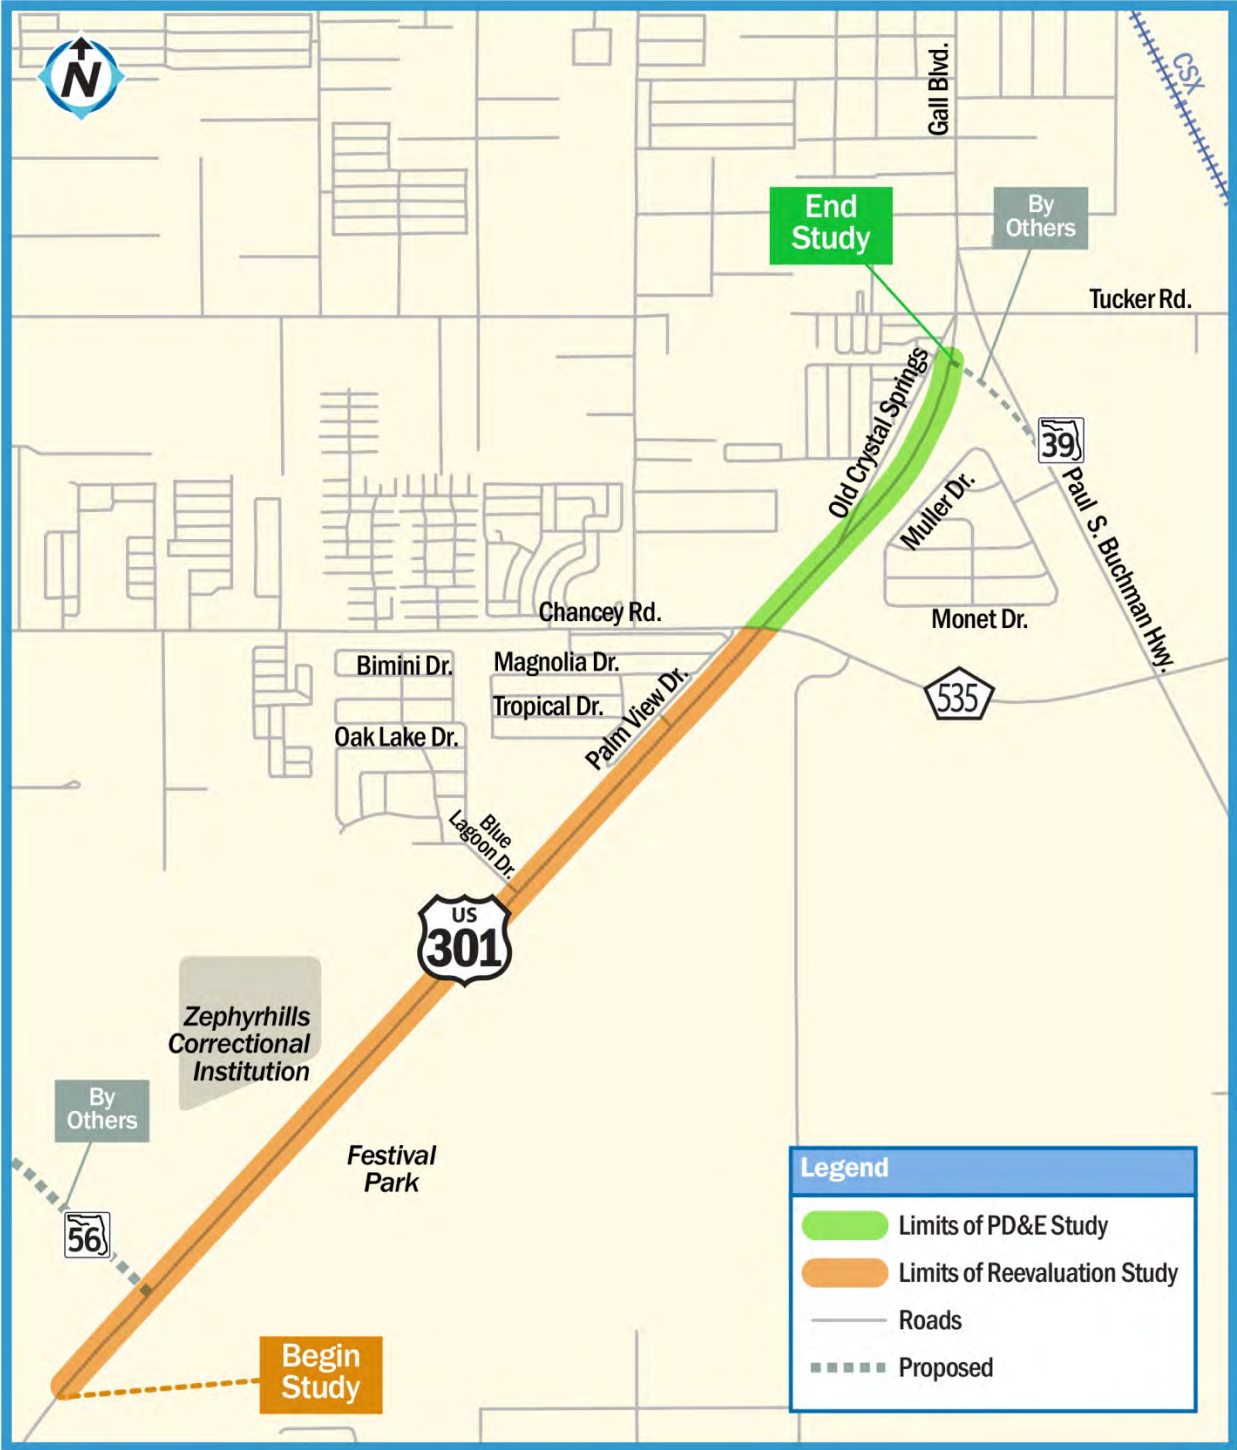 N
Gall Blvd.
CSX
End
Study
By
Others
Tucker Rd.
Old Crystal Springs
39
Muller Dr.
Paul S. Buchman Hwy.
Chancey Rd.
Monet Dr.
Bimini Dr.
Magnolia Dr.
535
Tropical Dr.
Palm View Dr.
Oak Lake Dr.
Blue
Lagoon Dr.
US
301
Zephyrhills
Correctional
Institution
By
Others
Festival
Park
56
Begin
Study
Legend
Limits of PD&E Study
Limits of Reevaluation Study
Roads
Proposed